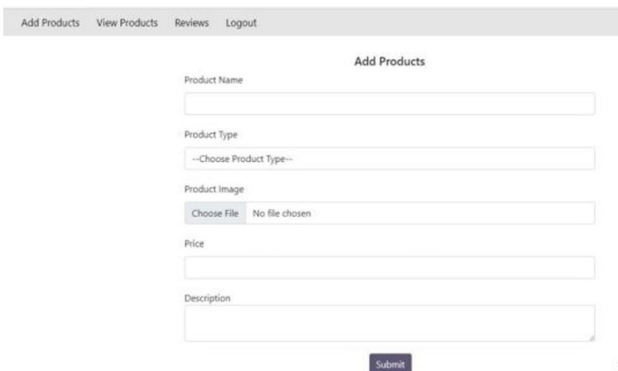 Add Products View Products Reviews Logout
Add Products
Product Name
Product Type
--Choose Product Type--
Product Image
Choose File No file chosen
Price
Description
Submit